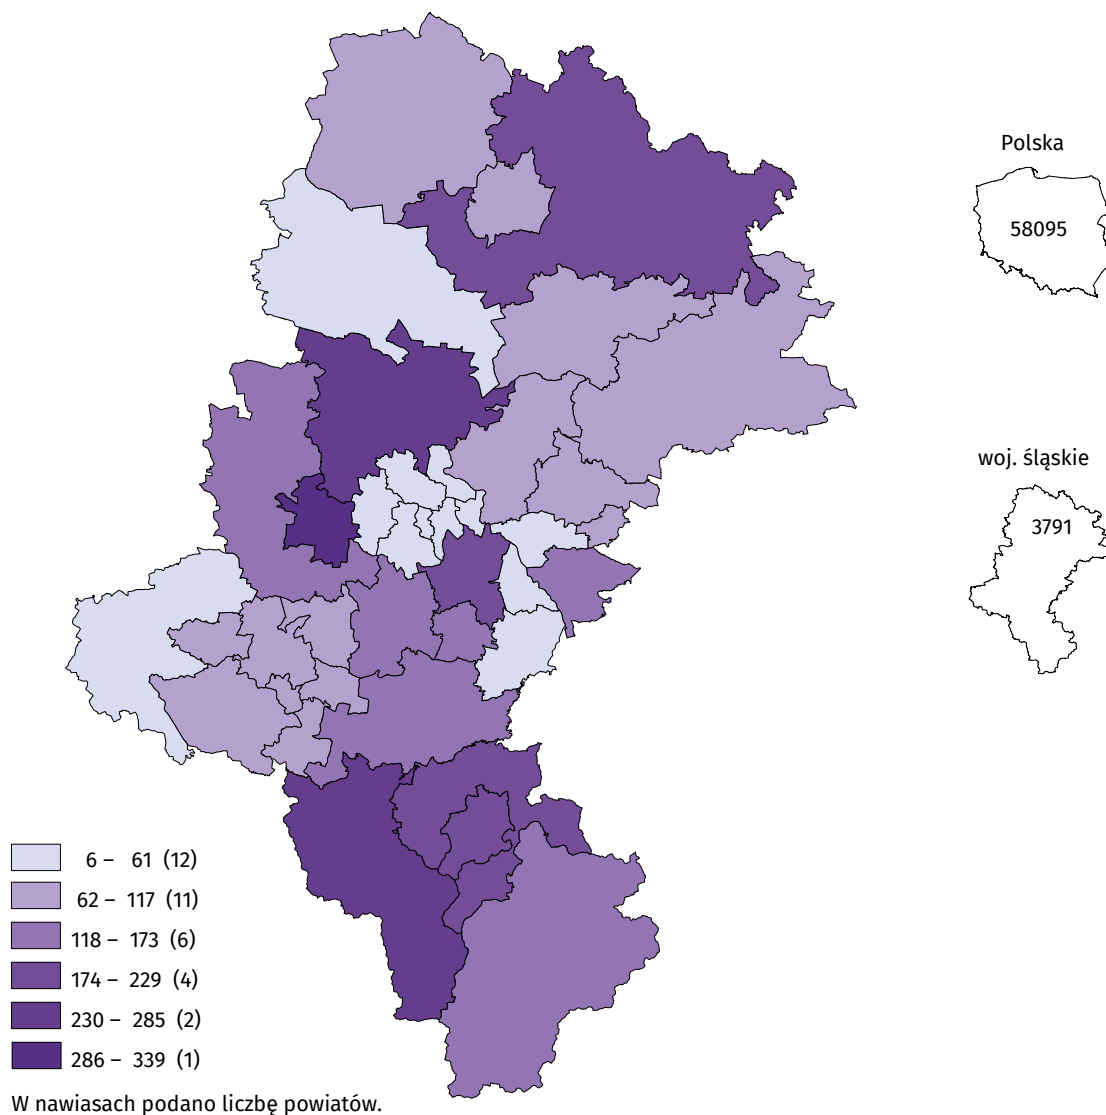 Polska
58095
woj. śląskie
3791
6 – 61 (12)
62 – 117 (11)
118 – 173 (6)
174 – 229 (4)
230 – 285 (2)
286 – 339 (1)
W nawiasach podano liczbę powiatów.